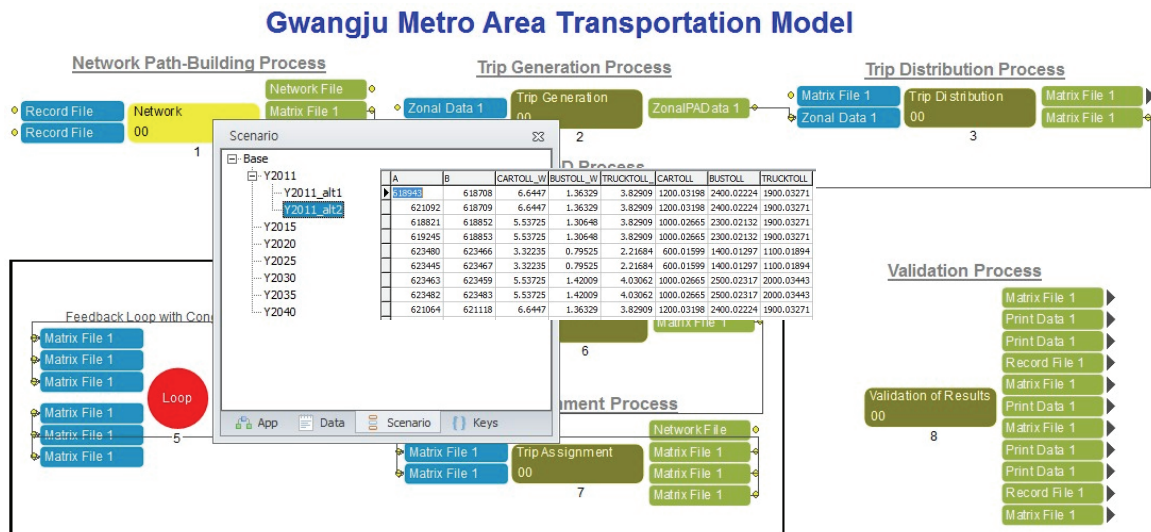 Gwangju Metro Area Transportation Model
Network Path-Building Process
Record File
Record File
Network
00
Network File
Matrix File 1
1
Trip Generation Process
Zonal Data 1
Trip Generation
00
ZonalPAData 1
2
Trip Distribution Process
Matrix File 1
Zonal Data 1
Trip Distribution
00
Matrix File 1
Matrix File 1
3
Process
Scenario
Base
Y2011
Y2011_alt1
Y2011_alt2
Y2015
Y2020
Y2025
Y2030
Y2035
Y2040
App Data Scenario Keys
A B CARTOLL_W BUSTOLL_W TRUCKTOLL_ CARTOLL BUSTOLL TRUCKTOLL
618943 618708 6.6447 1.36329 3.82909 1200.03198 2400.02224 1900.03271
621092 618709 6.6447 1.36329 3.82909 1200.03198 2400.02224 1900.03271
618821 618852 5.53725 1.30648 3.82909 1000.02665 2300.02132 1900.03271
619245 618853 5.53725 1.30648 3.82909 1000.02665 2300.02132 1900.03271
623480 623466 3.32235 0.79525 2.21684 600.01599 1400.01297 1100.01894
623445 623467 3.32235 0.79525 2.21684 600.01599 1400.01297 1100.01894
623463 623459 5.53725 1.42009 4.03062 1000.02665 2500.02317 2000.03443
623482 623483 5.53725 1.42009 4.03062 1000.02665 2500.02317 2000.03443
621064 621118 6.6447 1.36329 3.82909 1200.03198 2400.02224 1900.03271
Matrix File 1
6
Feedback Loop with
Matrix File 1
Matrix File 1
Matrix File 1
Matrix File 1
Matrix File 1
Matrix File 1
Loop
5
Process
Matrix File 1
Matrix File 1
Trip Assignment
00
Network File
Matrix File 1
Matrix File 1
Matrix File 1
7
Validation Process
Validation of Results
00
8
Matrix File 1
Print Data 1
Print Data 1
Record File 1
Matrix File 1
Print Data 1
Matrix File 1
Print Data 1
Print Data 1
Record File 1
Matrix File 1